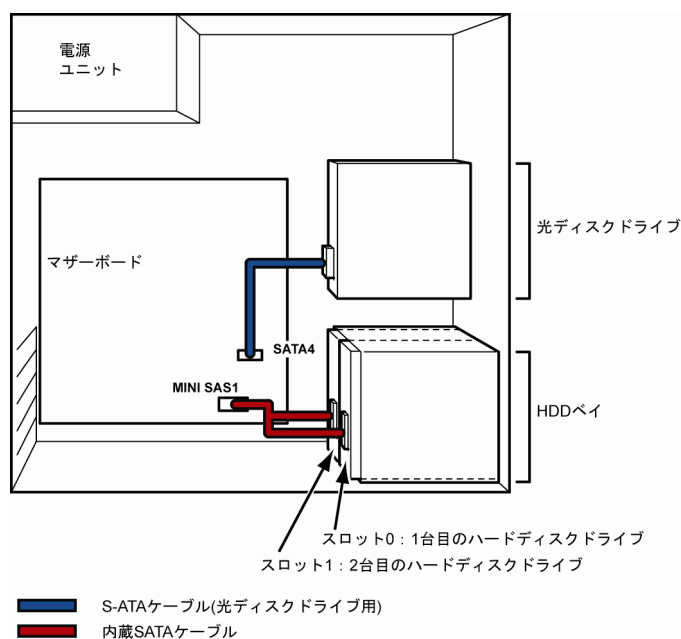 電源
ユニット
マザーボード
光ディスクドライブ
SATA4
MINI SAS1
HDDベイ
スロット0：1台目のハードディスクドライブ
スロット1：2台目のハードディスクドライブ
S-ATAケーブル(光ディスクドライブ用)
内蔵SATAケーブル